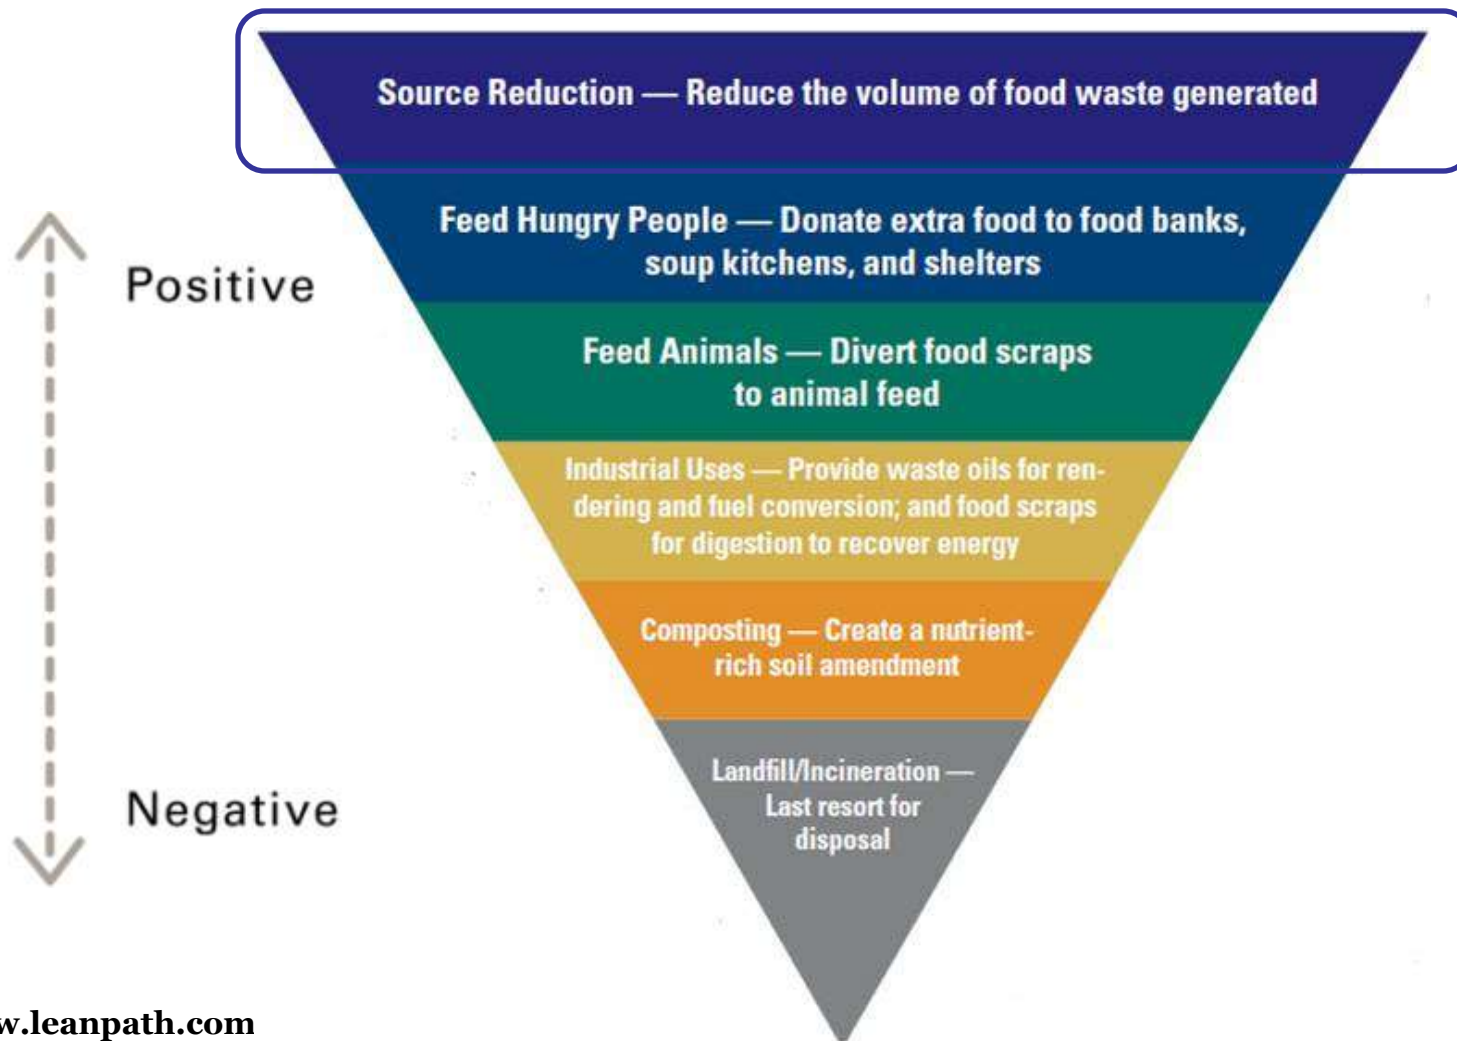 Source Reduction — Reduce the volume of food waste generated
Feed Hungry People — Donate extra food to food banks,
soup kitchens, and shelters
Positive
Feed Animals — Divert food scraps
to animal feed
Industrial Uses — Provide waste oils for ren-
dering and fuel conversion; and food scraps
for digestion to recover energy
Composting — Create a nutrient-
rich soil amendment
Landfill/Incineration —
Last resort for
disposal
Negative
w.leanpath.com